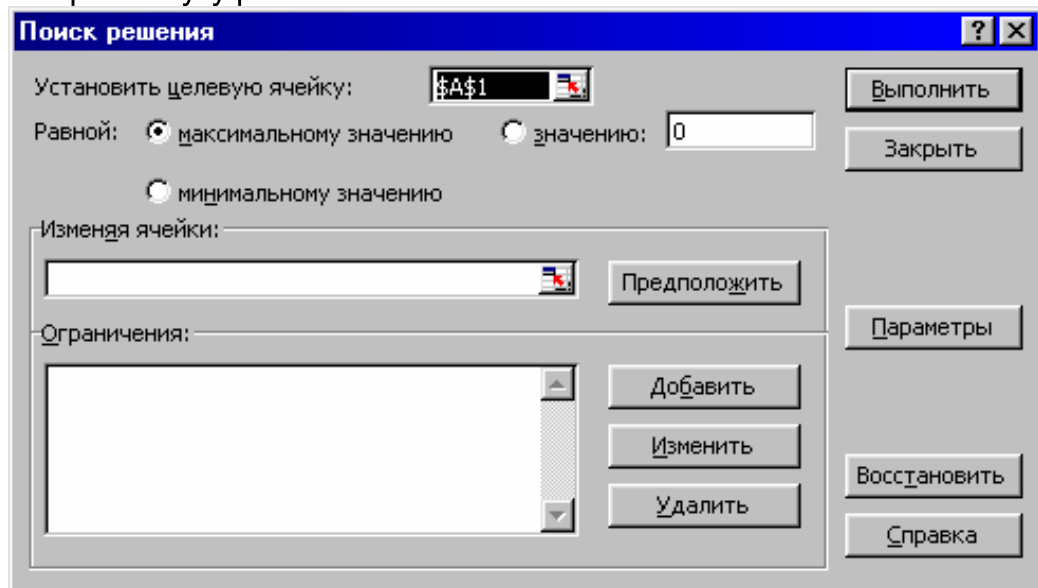 Поиск решения
Установить целевую ячейку: $A$1
Выполнить
Равной: максимальному значению значению: 0
Закрыть
минимальному значению
Изменяя ячейки:
Предположить
Параметры
Ограничения:
Добавить
Изменить
Восстановить
Удалить
Справка